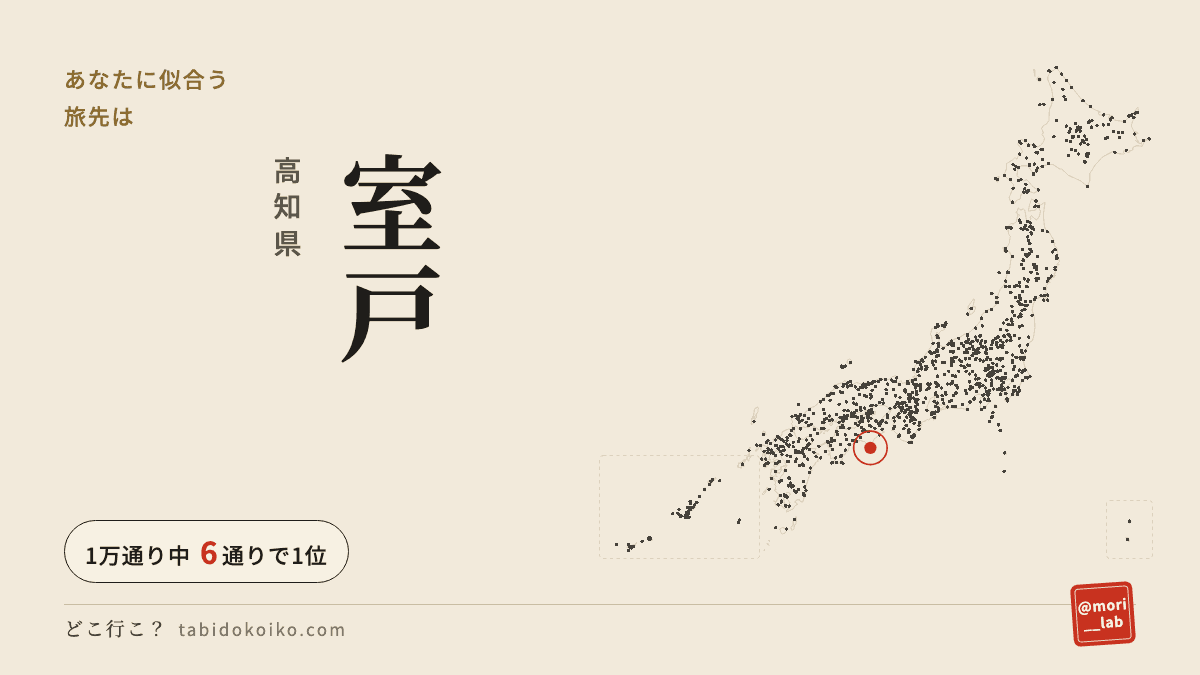 あなたに似合う
旅先は
室戸
高知県
1万通り中 6通りで1位
どこ行こ？ tabidokoiko.com
@mori
__lab